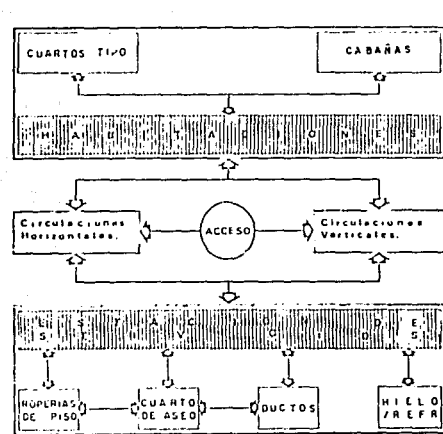 CUARTOS TIPO
CABAÑAS
HABITACIONES
Circulaciones
Horizontales.
ACCESO
Circulaciones
Verticales.
ROPERIAS
DE PISO
CUARTO
DE ASEO
DUCTOS
HIELO
/REFR